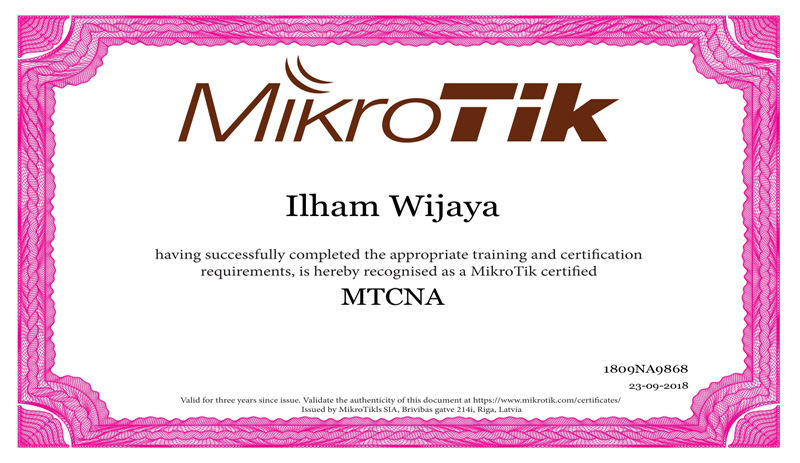 MikroTik
Ilham Wijaya
having successfully completed the appropriate training and certification
requirements, is hereby recognised as a MikroTik certified
MTCNA
1809NA9868
23-09-2018
Valid for three years since issue. Validate the authenticity of this document at https://www.mikrotik.com/certificates/
Issued by MikroTikls SIA, Brivibas gatve 214i, Riga, Latvia